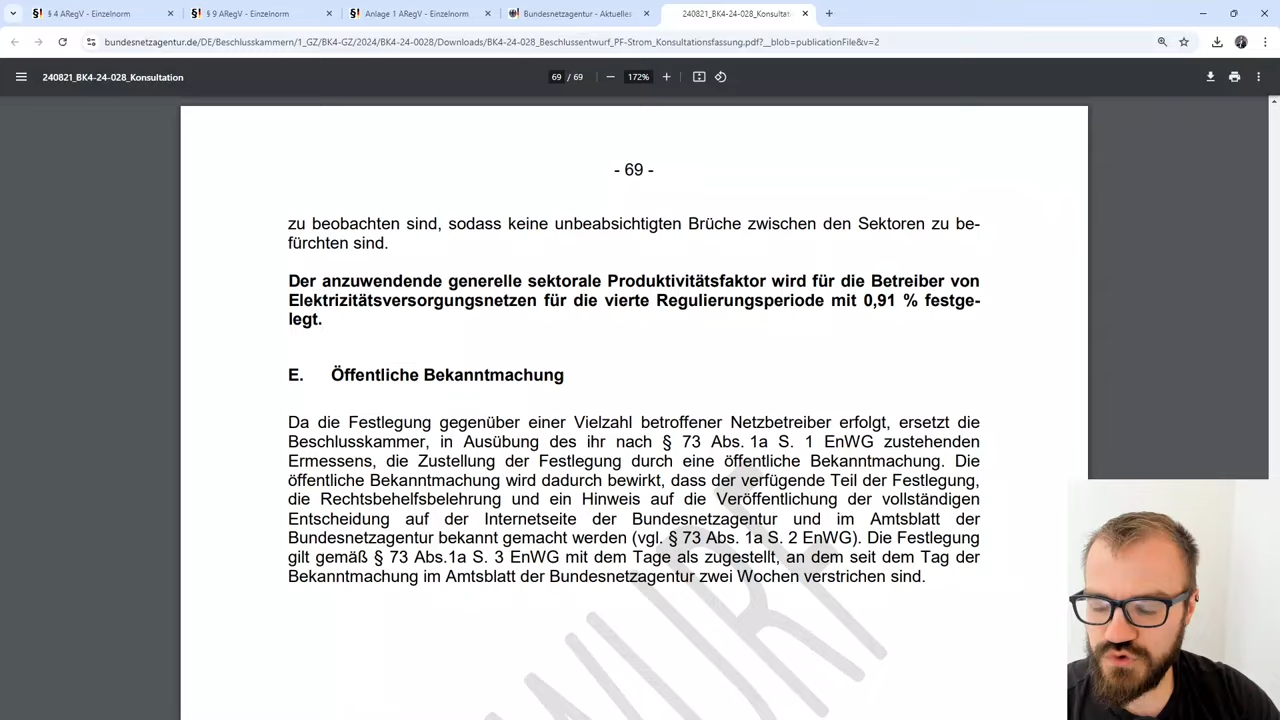 § 4 ARegV - Einzelnorm
§ 9 ARegV - Einzelnorm
Anlage 1 ARegV - Einzelnorm
Bundesnetzagentur - Aktuelles
240821_BK4-24-028_Konsultati
bundesnetzagentur.de/DE/Beschlusskammern/1_GZ/BK4-GZ/2024/BK4-24-0028/Downloads/BK4-24-028_Beschlussentwurf_PF-Strom_Konsultationsfassung.pdf?__blob=publicationFile&v=2
240821_BK4-24-028_Konsultation
69 / 69
172%
- 69 -
zu beobachten sind, sodass keine unbeabsichtigten Brüche zwischen den Sektoren zu be-
fürchten sind.
Der anzuwendende generelle sektorale Produktivitätsfaktor wird für die Betreiber von
Elektrizitätsversorgungsnetzen für die vierte Regulierungsperiode mit 0,91 % festge-
legt.
E. Öffentliche Bekanntmachung
Da die Festlegung gegenüber einer Vielzahl betroffener Netzbetreiber erfolgt, ersetzt die
Beschlusskammer, in Ausübung des ihr nach § 73 Abs. 1a S. 1 EnWG zustehenden
Ermessens, die Zustellung der Festlegung durch eine öffentliche Bekanntmachung. Die
öffentliche Bekanntmachung wird dadurch bewirkt, dass der verfügende Teil der Festlegung,
die Rechtsbehelfsbelehrung und ein Hinweis auf die Veröffentlichung der vollständigen
Entscheidung auf der Internetseite der Bundesnetzagentur und im Amtsblatt der
Bundesnetzagentur bekannt gemacht werden (vgl. § 73 Abs. 1a S. 2 EnWG). Die Festlegung
gilt gemäß § 73 Abs.1a S. 3 EnWG mit dem Tage als zugestellt, an dem seit dem Tag der
Bekanntmachung im Amtsblatt der Bundesnetzagentur zwei Wochen verstrichen sind.